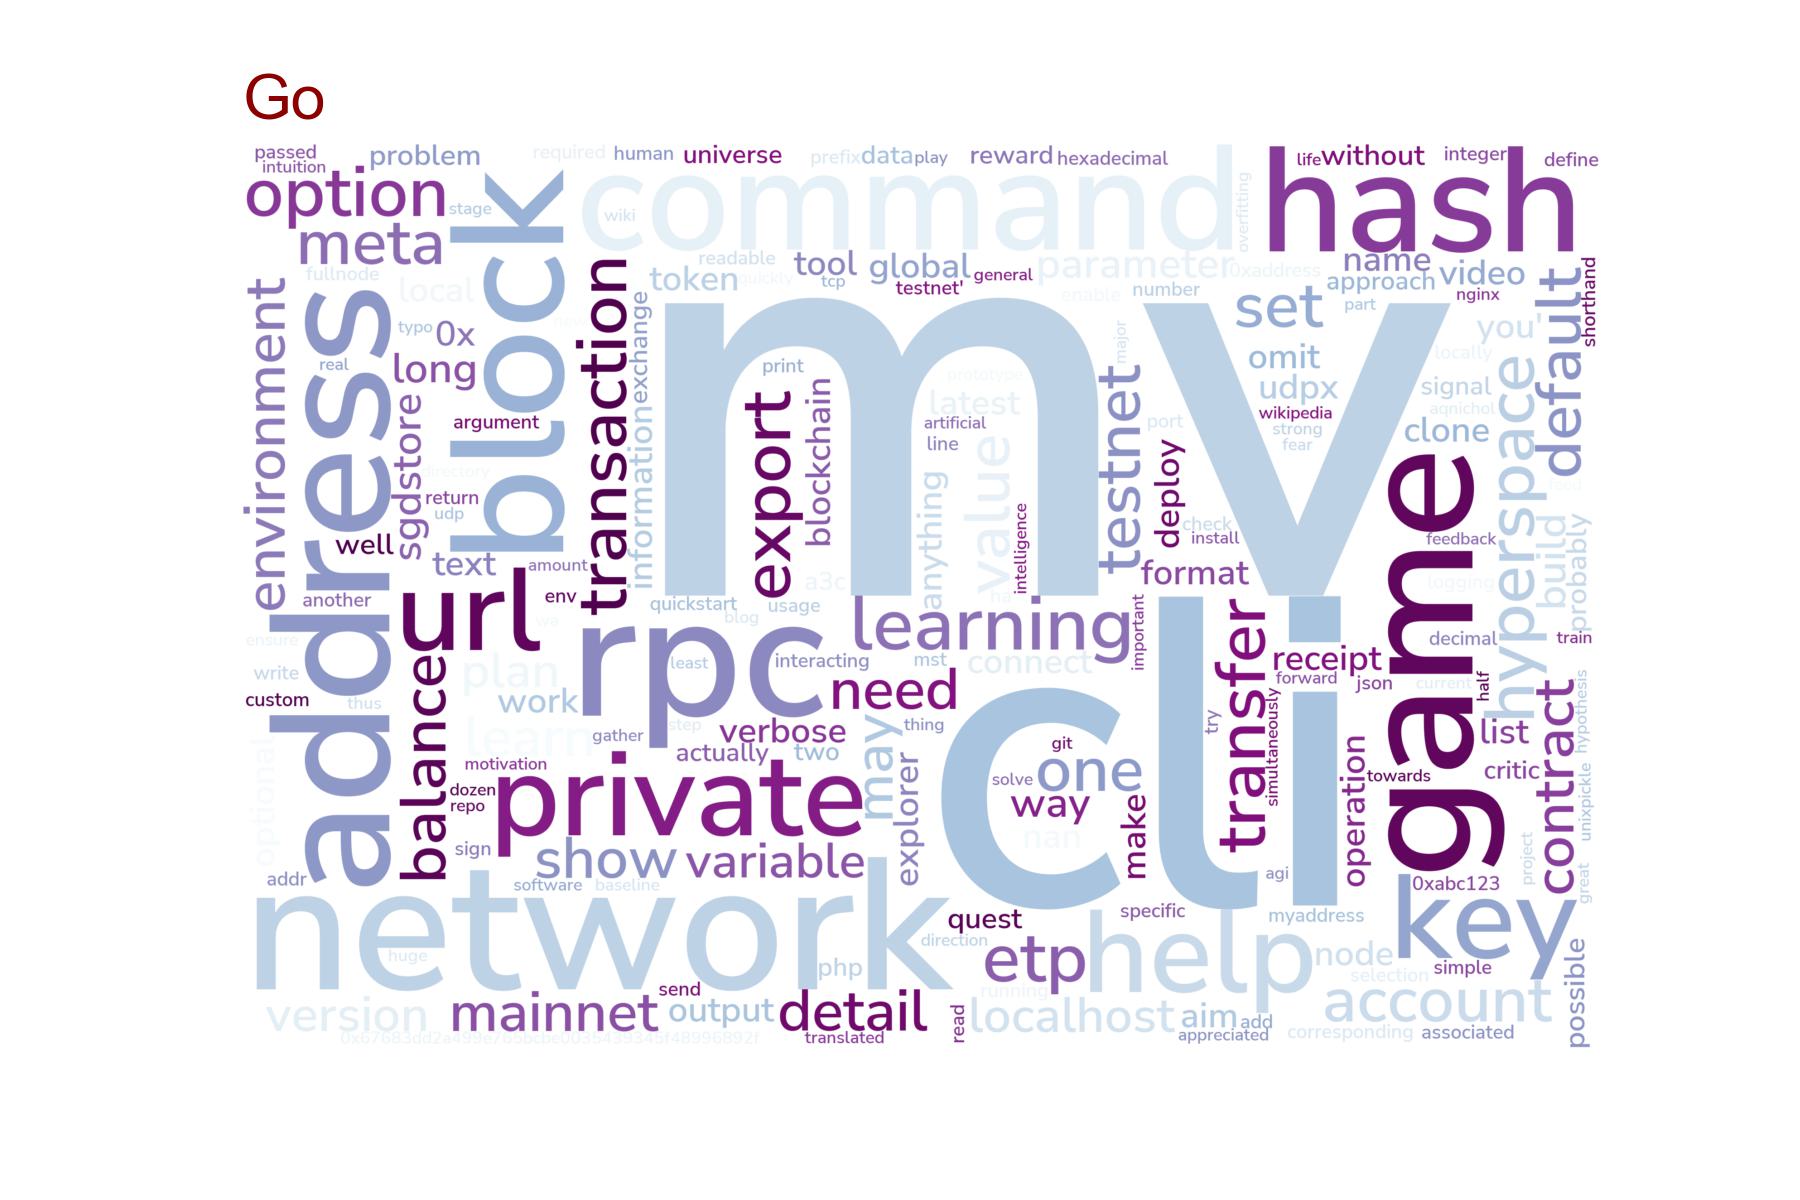 Go
passed
intuition
problem
required
human
universe
prefix
data
play
reward
hexadecimal
life
without
integer
define
option
stage
block
wiki
command
overfitting
hash
meta
fullnode
local
readable
quickly
token
tool
tcp
global
testnet'
general
parameter
enable
0xaddress
number
name
approach
part
video
nginx
default
shorthand
environment
address
real
typo
0x
long
transaction
exchange
information
mv
set
you'
omit
locally
udpx
signal
wikipedia
aqnichol
strong
fear
clone
hyperspace
print
prototype
latest
major
testnet
port
export
blockchain
artificial
line
argument
sgdstore
directory
return
udp
well
text
amount
anything
value
intelligence
deploy
check
install
format
game
feedback
logging
build
probably
feed
another
url
env
wa
quickstart
blog
usage
a3c
learning
important
cli
transfer
decimal
train
ensure
write
custom
thus
balance
plan
work
rpc
least
interacting
mst
connect
need
receipt
forward
json
current
half
hypothesis
learn
gather
step
verbose
actually
two
may
thing
git
solve
one
way
nan
try
simultaneously
make
operation
towards
list
critic
contract
unixpickle
motivation
dozen
repo
private
optional
explorer
sign
show
variable
addr
software
baseline
agi
0xabc123
project
great
network
huge
php
quest
direction
specific
myaddress
key
etp
help
node
selection
simple
possible
version
mainnet
send
output
detail
read
running
localhost
aim
add
account
translated
appreciated
corresponding
associated